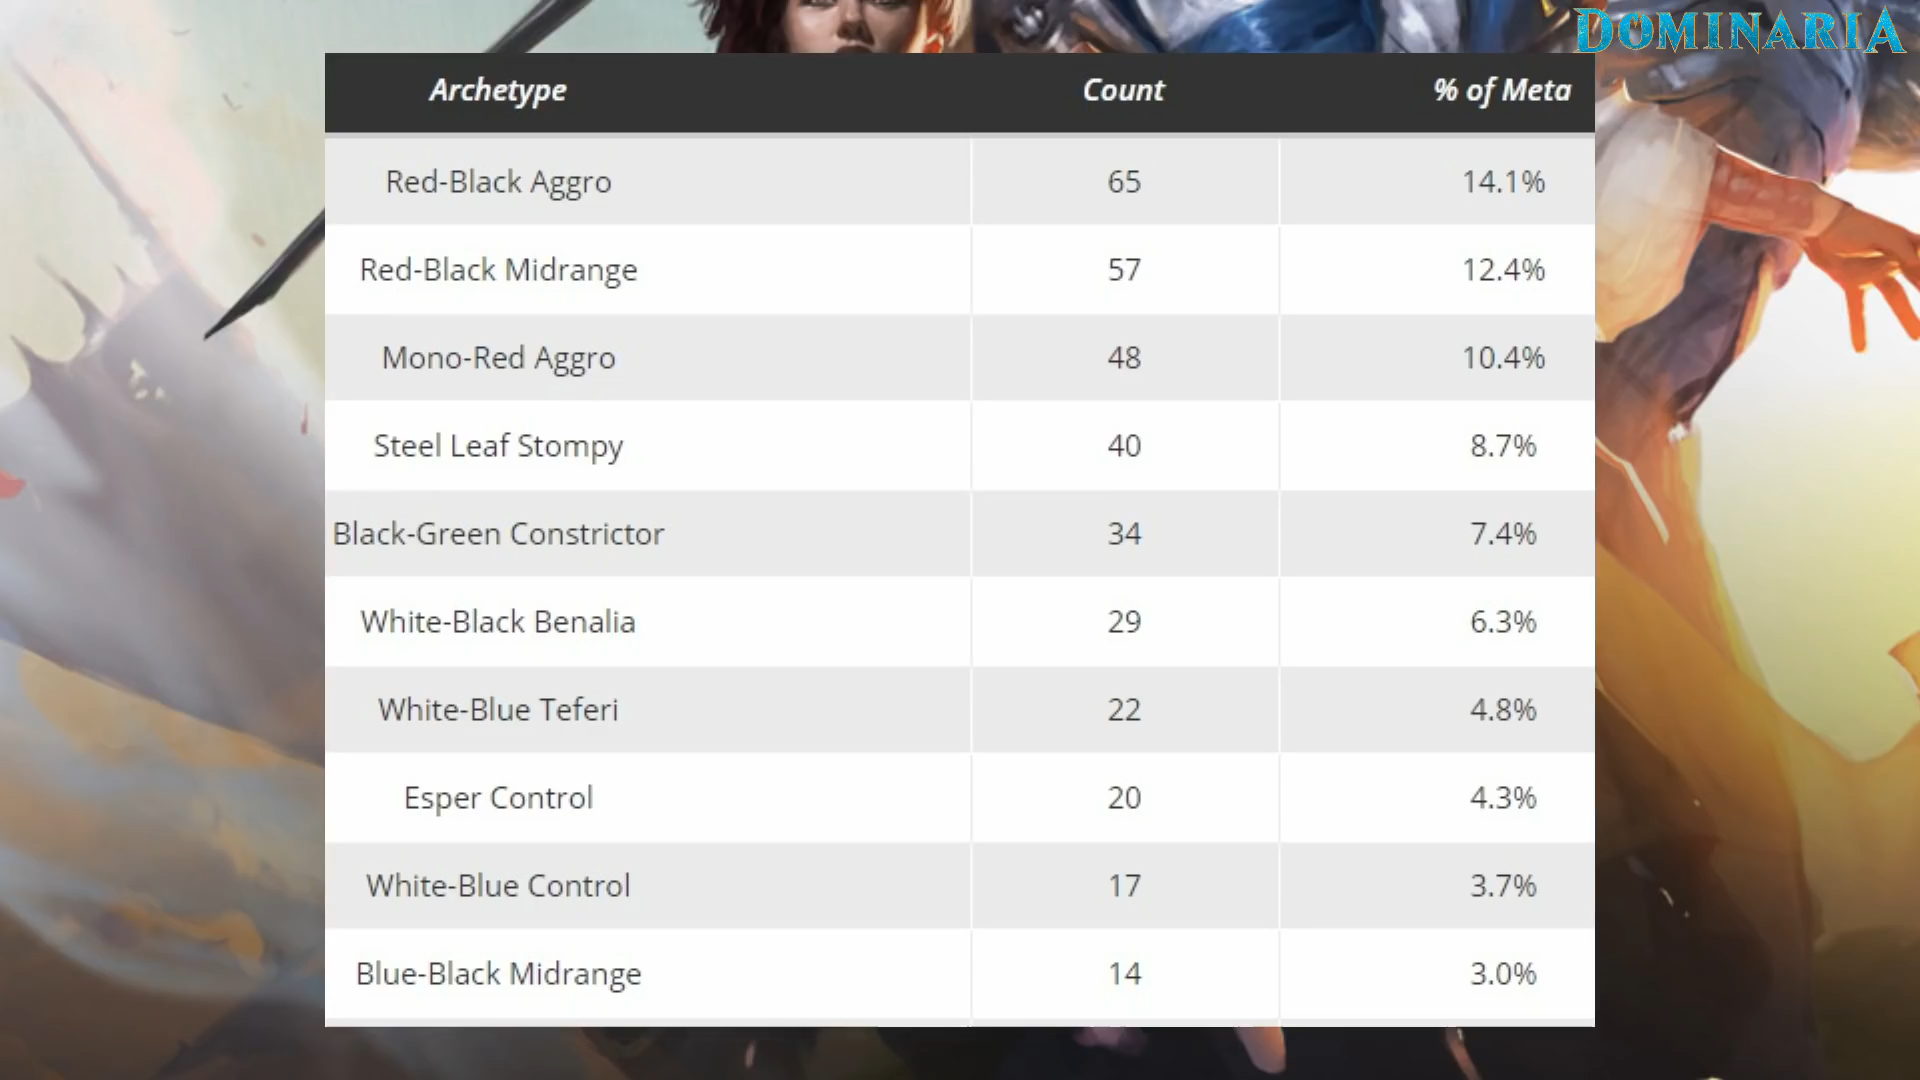 DOMINARIA
Archetype Count % of Meta
Red-Black Aggro 65 14.1%
Red-Black Midrange 57 12.4%
Mono-Red Aggro 48 10.4%
Steel Leaf Stompy 40 8.7%
Black-Green Constrictor 34 7.4%
White-Black Benalia 29 6.3%
White-Blue Teferi 22 4.8%
Esper Control 20 4.3%
White-Blue Control 17 3.7%
Blue-Black Midrange 14 3.0%